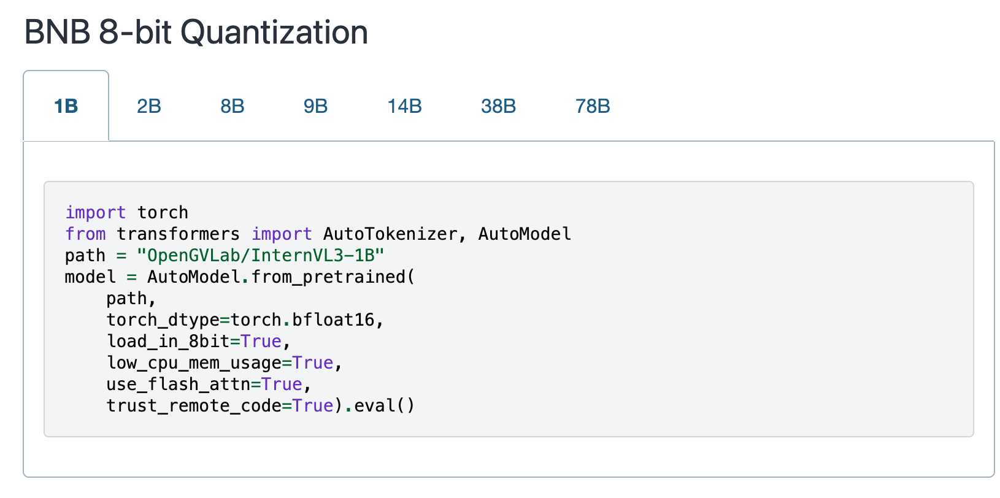 BNB 8-bit Quantization
1B 2B 8B 9B 14B 38B 78B
import torch
from transformers import AutoTokenizer, AutoModel
path = "OpenGVLab/InternVL3-1B"
model = AutoModel.from_pretrained(
    path,
    torch_dtype=torch.bfloat16,
    load_in_8bit=True,
    low_cpu_mem_usage=True,
    use_flash_attn=True,
    trust_remote_code=True).eval()